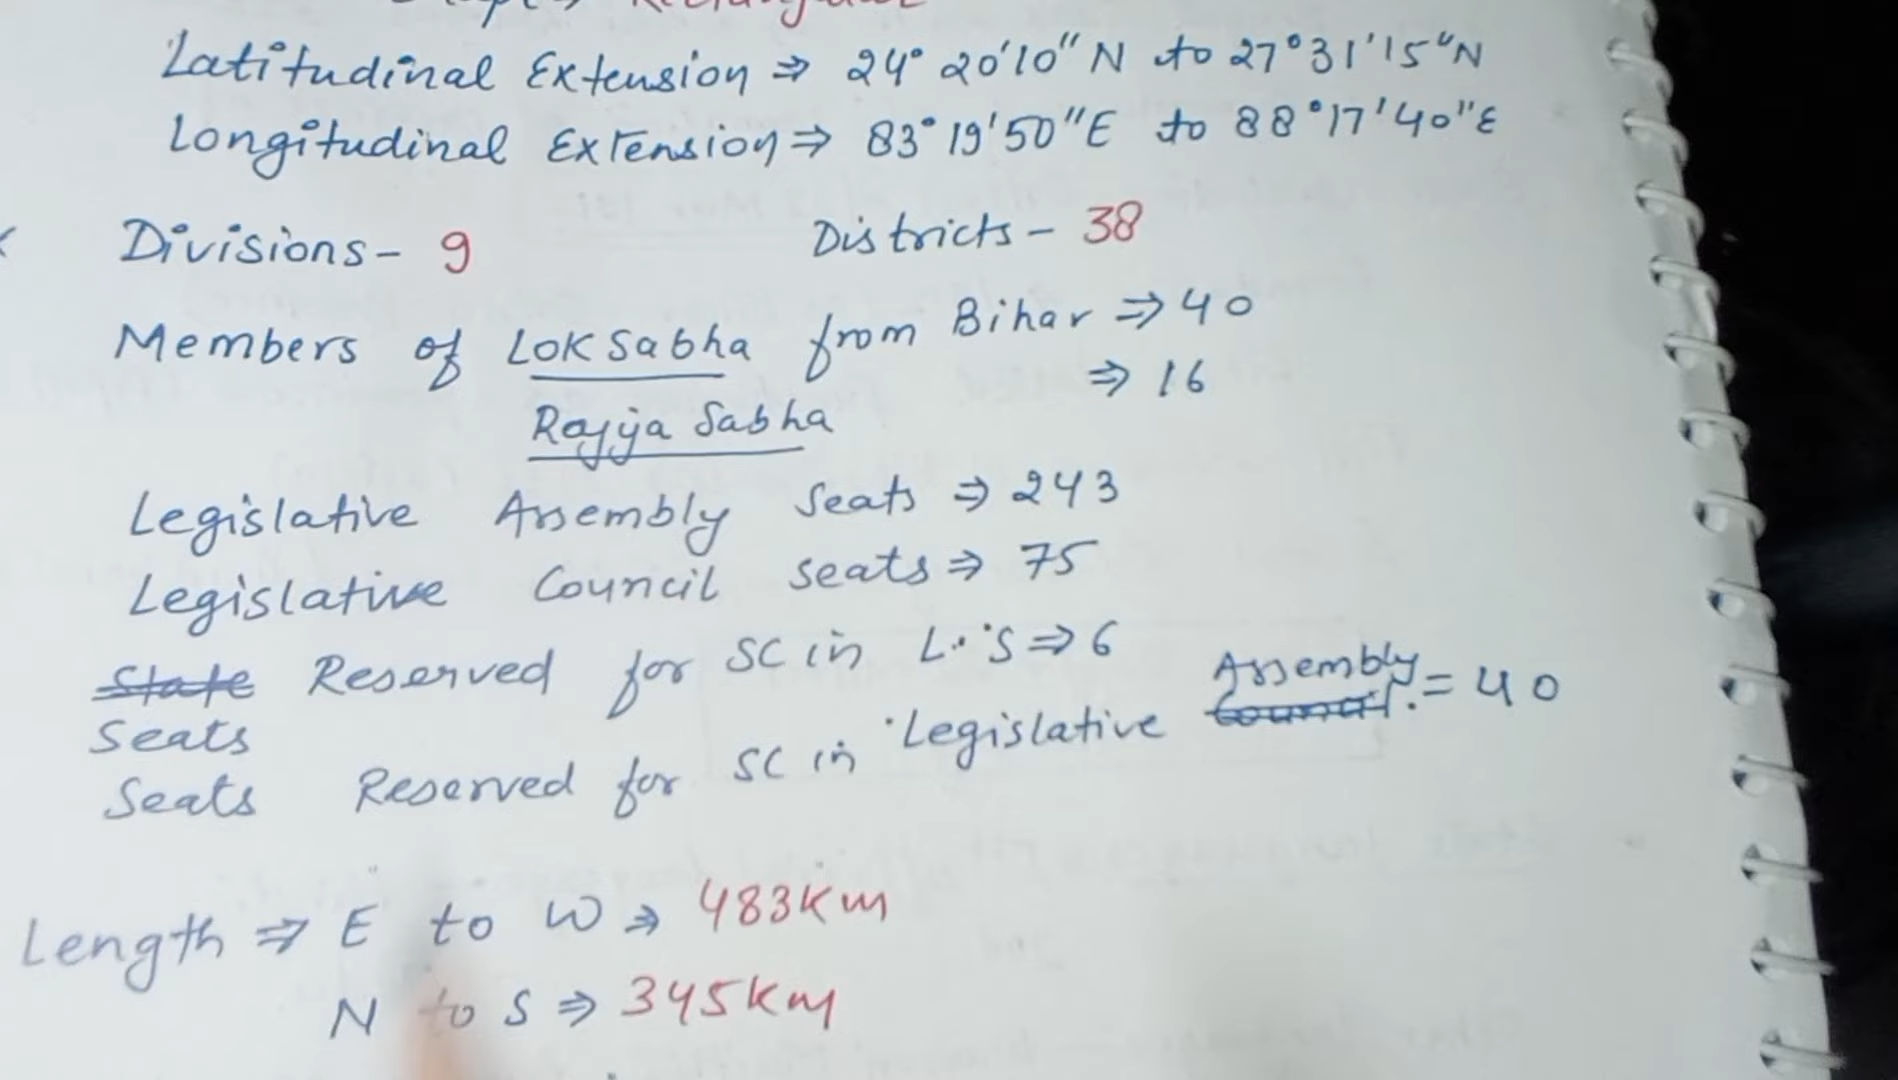 Rectangular
Latitudinal Extension ⇒ 24° 20'10" N to 27°31'15"N
Longitudinal Extension ⇒ 83° 19'50"E to 88°17'40"E
Divisions - 9 Districts - 38
Members of Lok Sabha from Bihar ⇒ 40
Rajya Sabha ⇒ 16
Legislative Assembly Seats ⇒ 243
Legislative Council seats ⇒ 75
State Reserved for SC in L.S ⇒ 6
Seats
Seats Reserved for SC in Legislative Council. Assembly = 40
Length ⇒ E to W ⇒ 483km
N to S ⇒ 345km